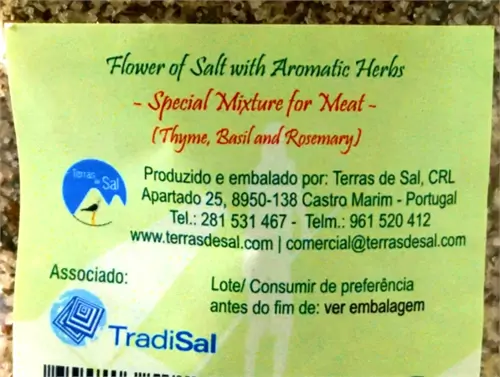 Flower of Salt with Aromatic Herbs
~ Special Mixture for Meat ~
(Thyme, Basil and Rosemary)
Terras de Sal
Produzido e embalado por: Terras de Sal, CRL
Apartado 25, 8950-138 Castro Marim - Portugal
Tel.: 281 531 467 - Telm.: 961 520 412
www.terrasdesal.com | comercial@terrasdesal.com
Associado:
Lote/ Consumir de preferência
antes do fim de: ver embalagem
TradiSal